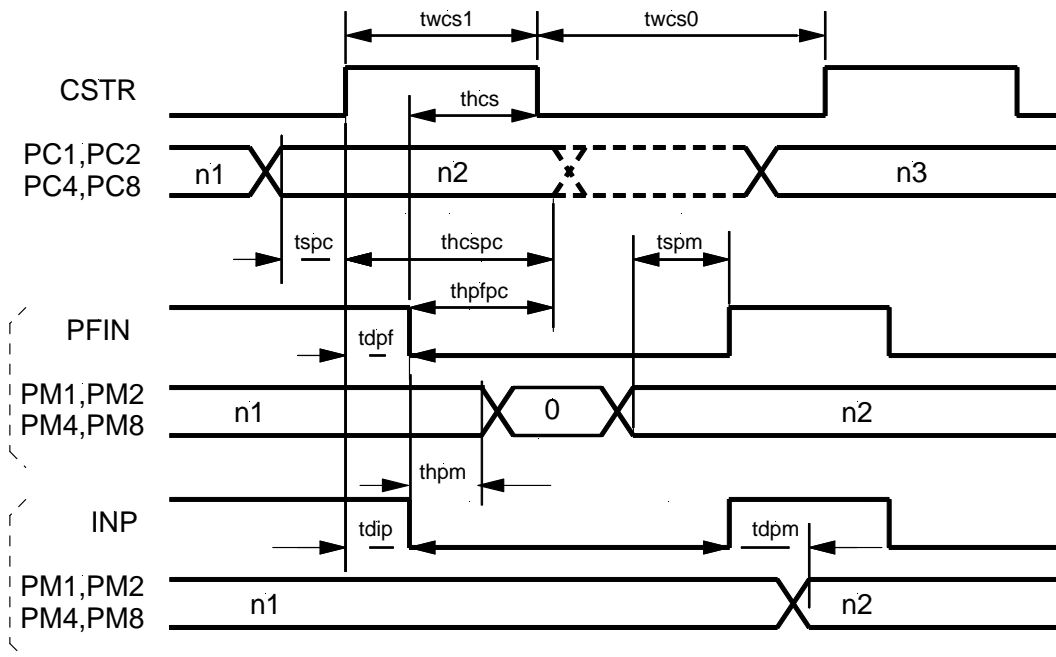 twcs1 twcs0
CSTR
thcs
PC1,PC2
PC4,PC8
n1 n2 n3
tspc thcspc tspm
thpfpc
PFIN
tdpf
PM1,PM2
PM4,PM8
n1 0 n2
thpm
INP
tdip tdpm
PM1,PM2
PM4,PM8
n1 n2